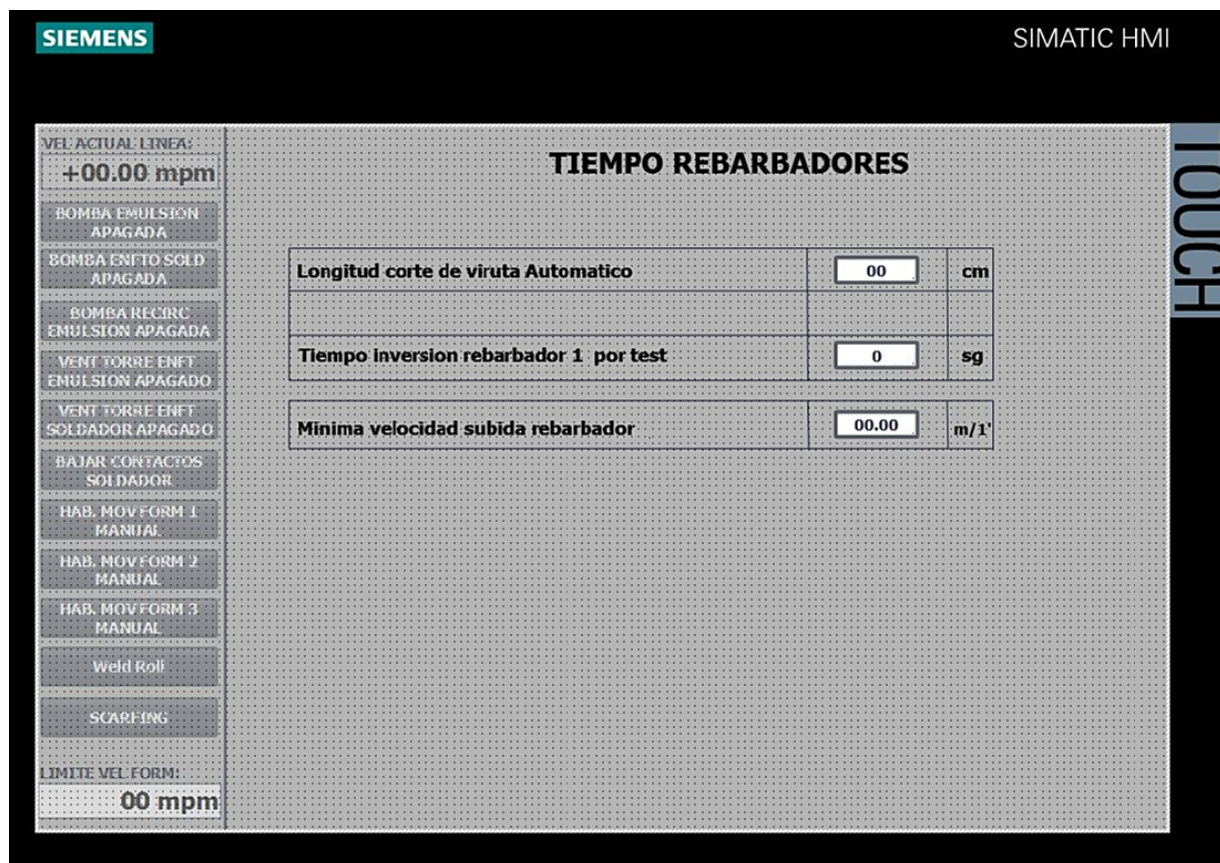 SIEMENS
SIMATIC HMI
TOUCH
VEL ACTUAL LINEA:
+00.00 mpm
BOMBA EMULSION
APAGADA
BOMBA ENFTO SOLD
APAGADA
BOMBA RECIRC
EMULSION APAGADA
VENT TORRE ENFT
EMULSION APAGADO
VENT TORRE ENFT
SOLDADOR APAGADO
BAJAR CONTACTOS
SOLDADOR
HAB. MOV FORM 1
MANUAL
HAB. MOV FORM 2
MANUAL
HAB. MOV FORM 3
MANUAL
Weld Roll
SCARFING
LIMITE VEL FORM:
00 mpm
TIEMPO REBARBADORES
Longitud corte de viruta Automatico 00 cm
Tiempo inversion rebarbador 1 por test 0 sg
Minima velocidad subida rebarbador 00.00 m/1'